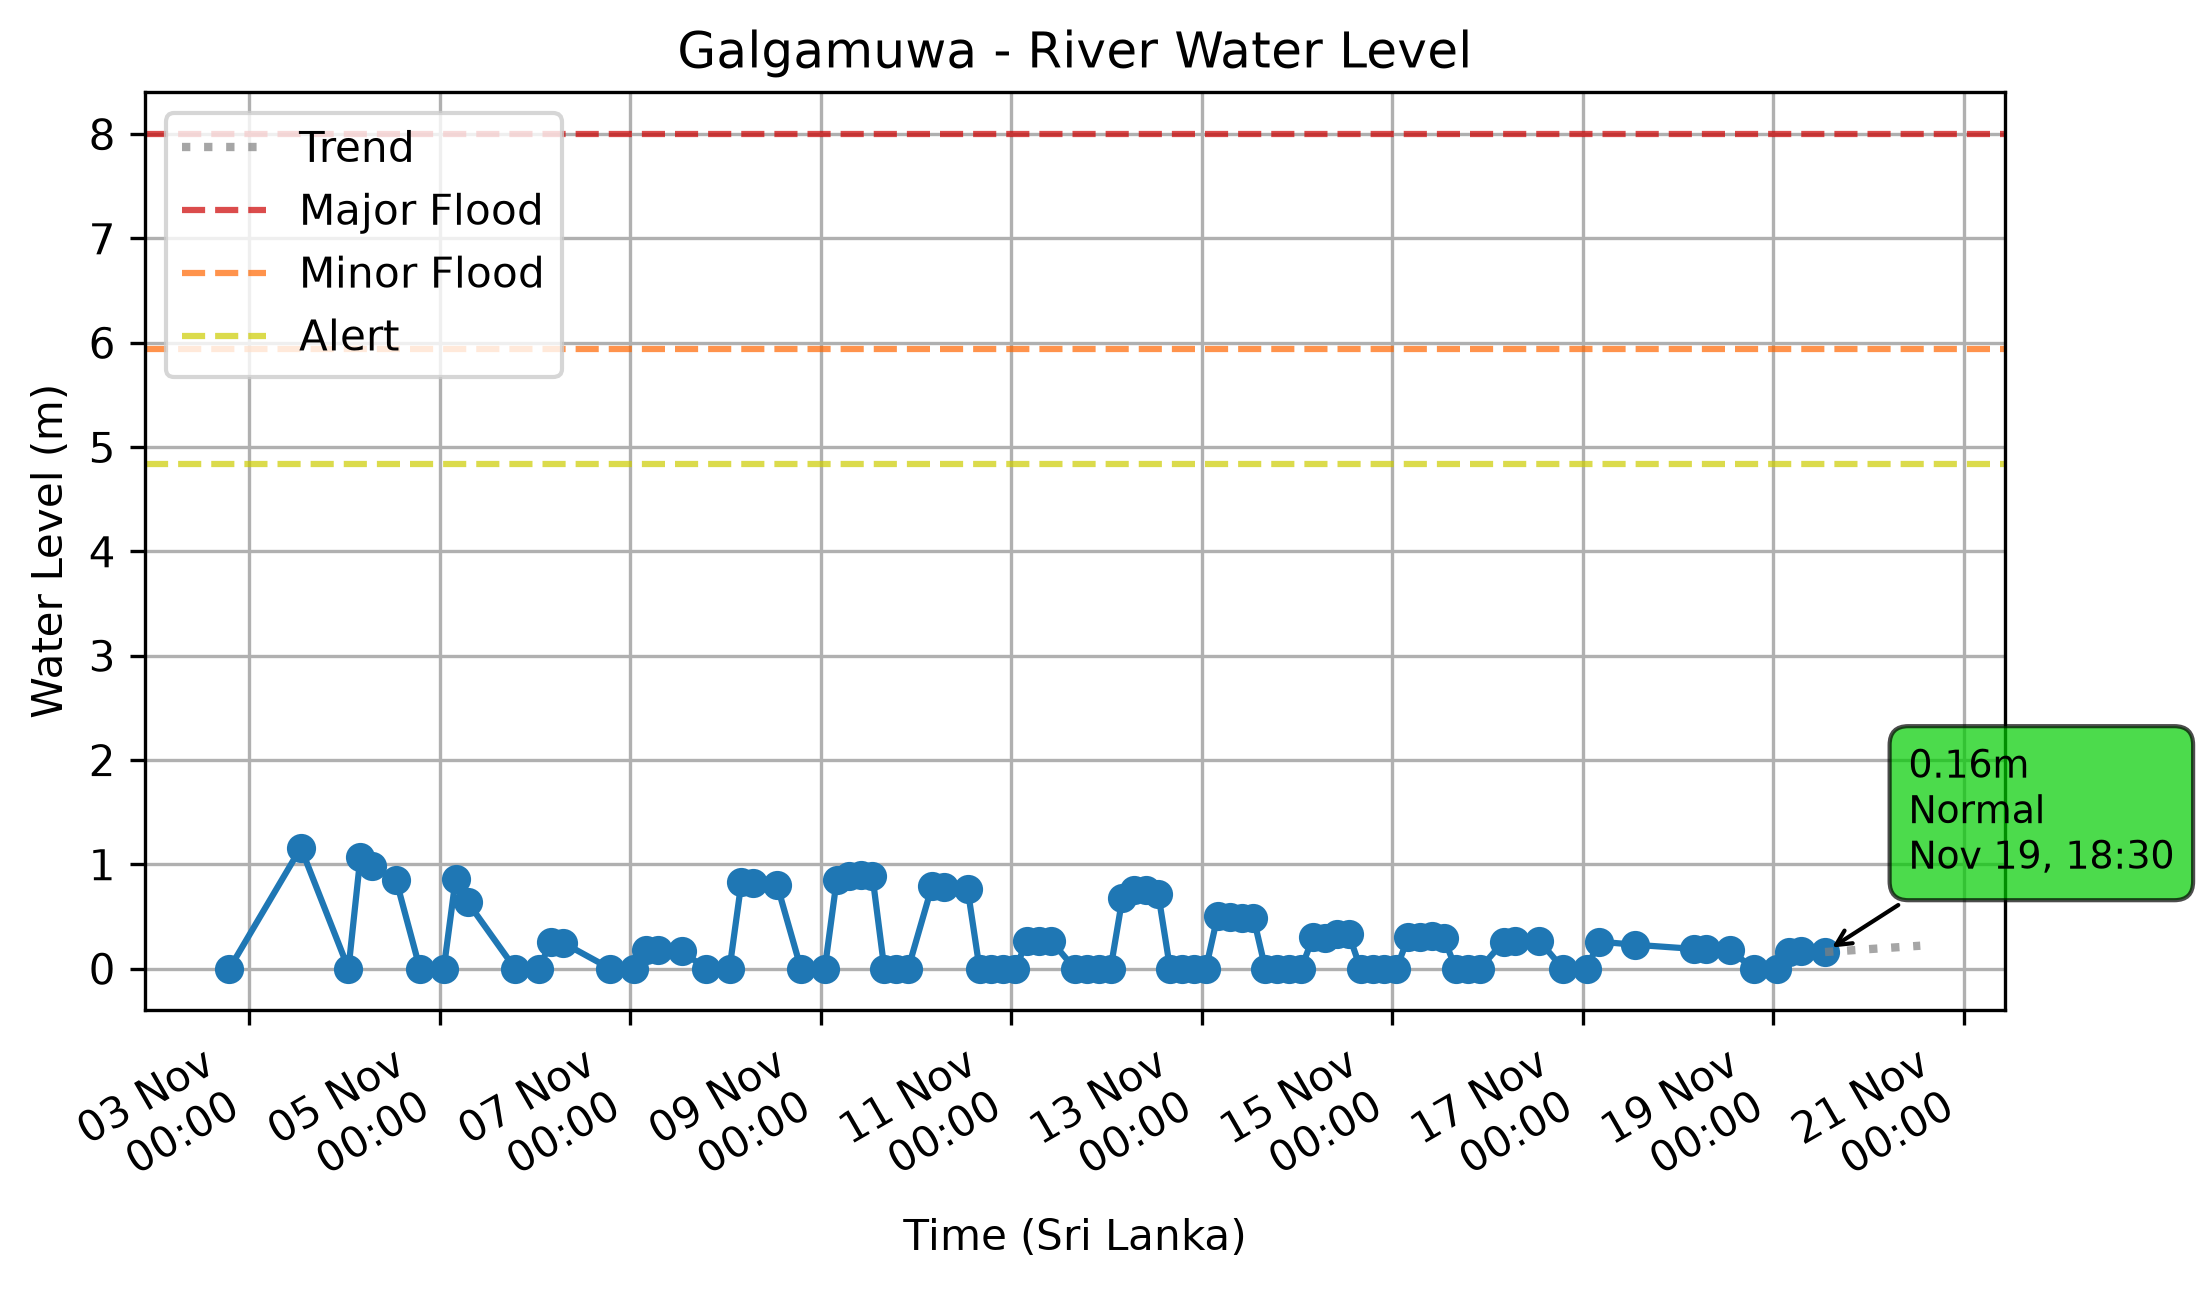 Galgamuwa - River Water Level
Trend
Major Flood
Minor Flood
Alert
Water Level (m)
8
7
6
5
4
3
2
1
0
0.16m
Normal
Nov 19, 18:30
03 Nov
00:00
05 Nov
00:00
07 Nov
00:00
09 Nov
00:00
11 Nov
00:00
13 Nov
00:00
15 Nov
00:00
17 Nov
00:00
19 Nov
00:00
21 Nov
00:00
Time (Sri Lanka)